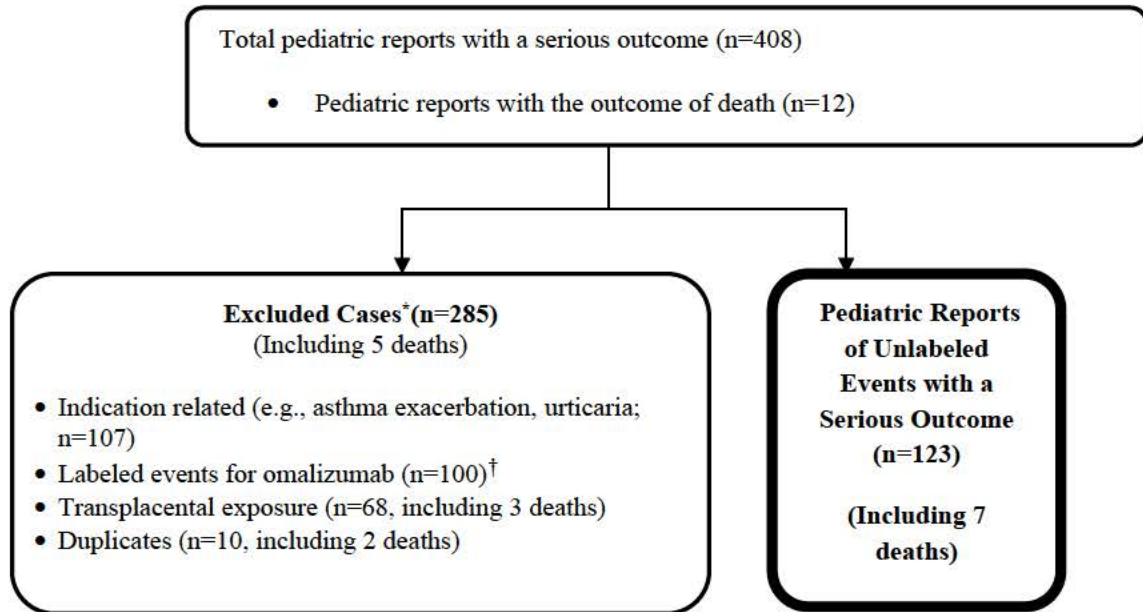 Total pediatric reports with a serious outcome (n=408)
• Pediatric reports with the outcome of death (n=12)
Excluded Cases*(n=285)
(Including 5 deaths)
• Indication related (e.g., asthma exacerbation, urticaria;
n=107)
• Labeled events for omalizumab (n=100)†
• Transplacental exposure (n=68, including 3 deaths)
• Duplicates (n=10, including 2 deaths)
Pediatric Reports
of Unlabeled
Events with a
Serious Outcome
(n=123)
(Including 7
deaths)